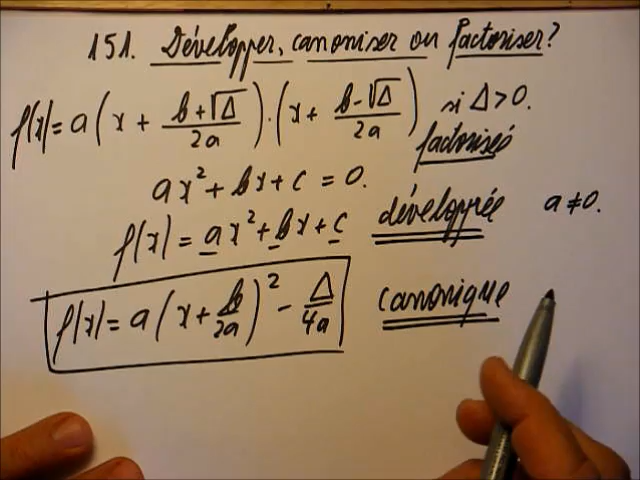 151. Développer, canoniser ou factoriser?
f(x) = a(x + (b+√Δ)/2a)·(x + (b-√Δ)/2a) si Δ>0.
factorisée
ax²+bx+c = 0.
f(x) = ax²+bx+c développée a≠0.
f(x) = a(x + b/2a)² - Δ/4a canonique